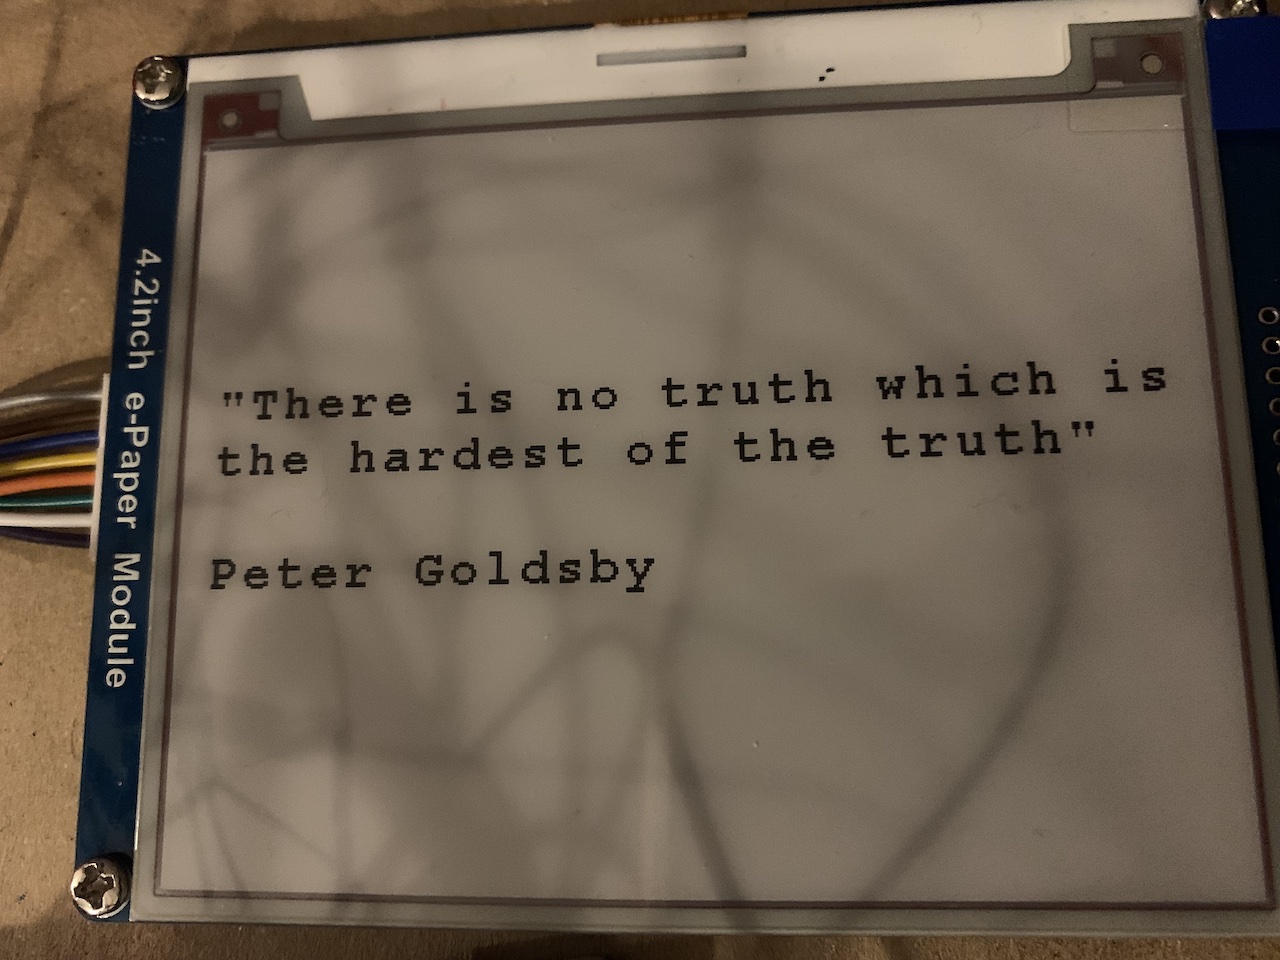 "There is no truth which is
the hardest of the truth"
Peter Goldsby
4.2inch e-Paper Module